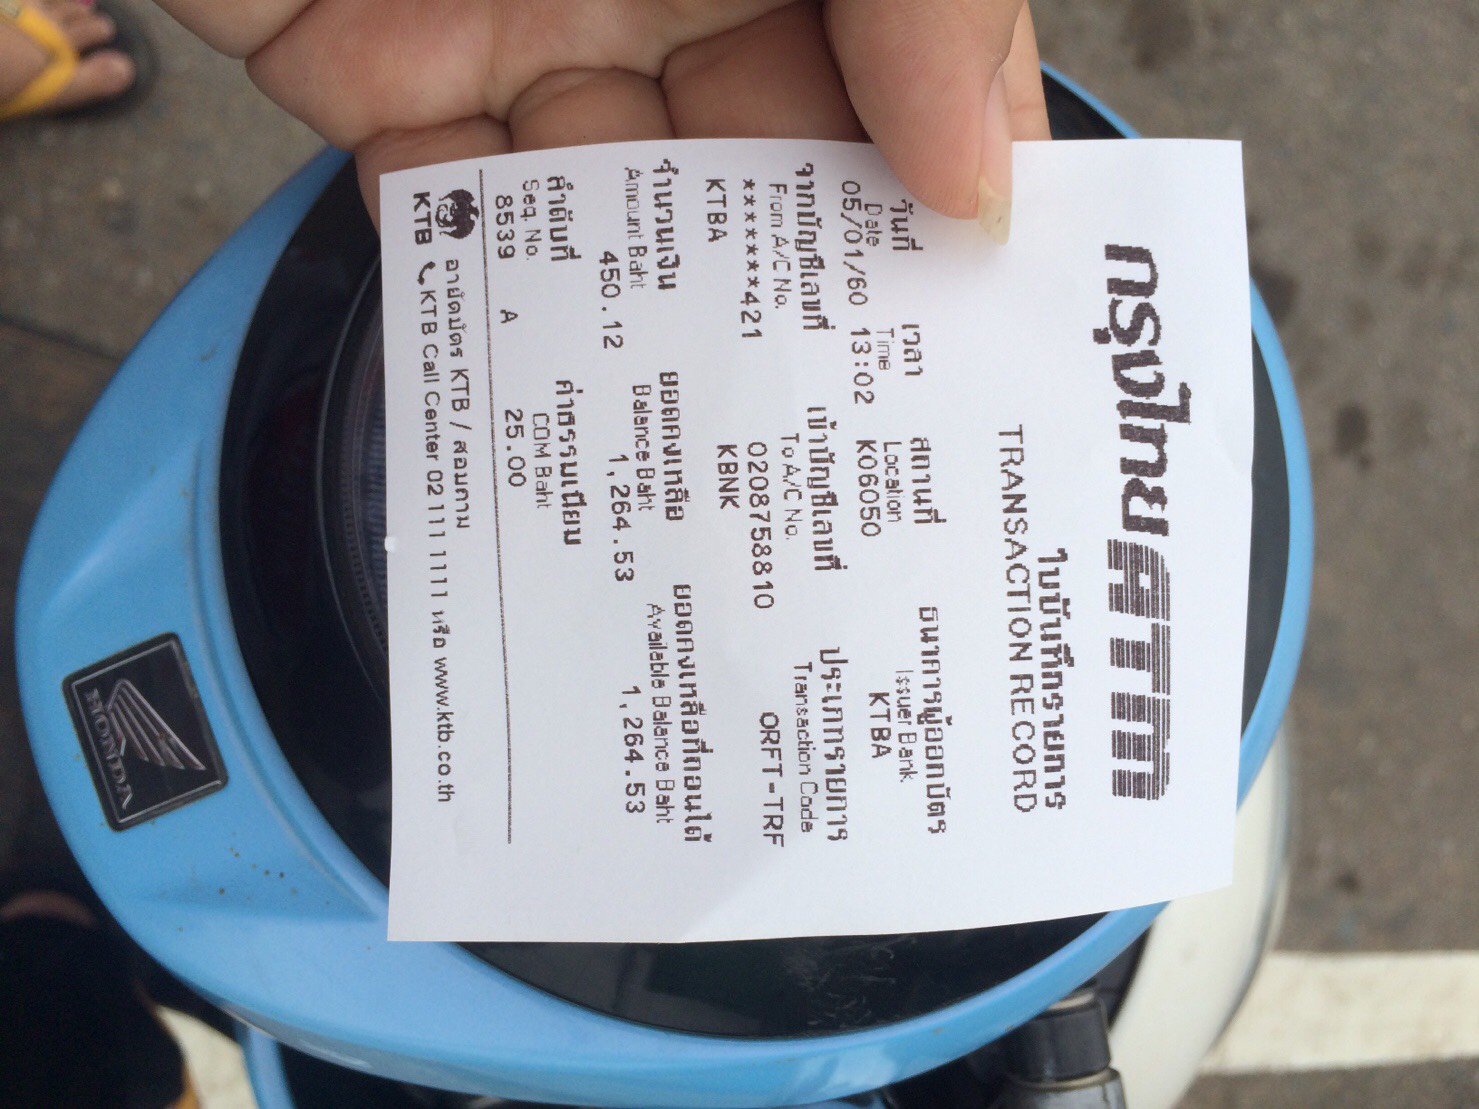 กรุงไทย ATM
ใบบันทึกรายการ
TRANSACTION RECORD
วันที่ เวลา สถานที่ ธนาคารผู้ออกบัตร
Date Time Location Issuer Bank
05/01/60 13:02 K06050 KTBA
จากบัญชีเลขที่ เข้าบัญชีเลขที่ ประเภทรายการ
From A/C No. To A/C No. Transaction Code
*******421 0208758810 ORFT-TRF
KTBA KBNK
จำนวนเงิน ยอดคงเหลือ ยอดคงเหลือที่ถอนได้
Amount Baht Balance Baht Available Balance Baht
450.12 1,264.53 1,264.53
ลำดับที่ ค่าธรรมเนียม
Seq. No. COM Baht
8539 A 25.00
อายัดบัตร KTB / สอบถาม
KTB KTB Call Center 02 111 1111 หรือ www.ktb.co.th
HONDA